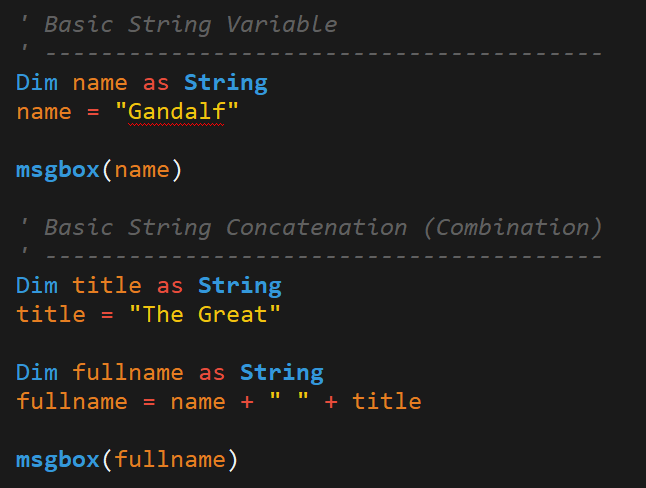 ' Basic String Variable
' ----------------------------------------
Dim name as String
name = "Gandalf"
msgbox(name)
' Basic String Concatenation (Combination)
' ----------------------------------------
Dim title as String
title = "The Great"
Dim fullname as String
fullname = name + " " + title
msgbox(fullname)